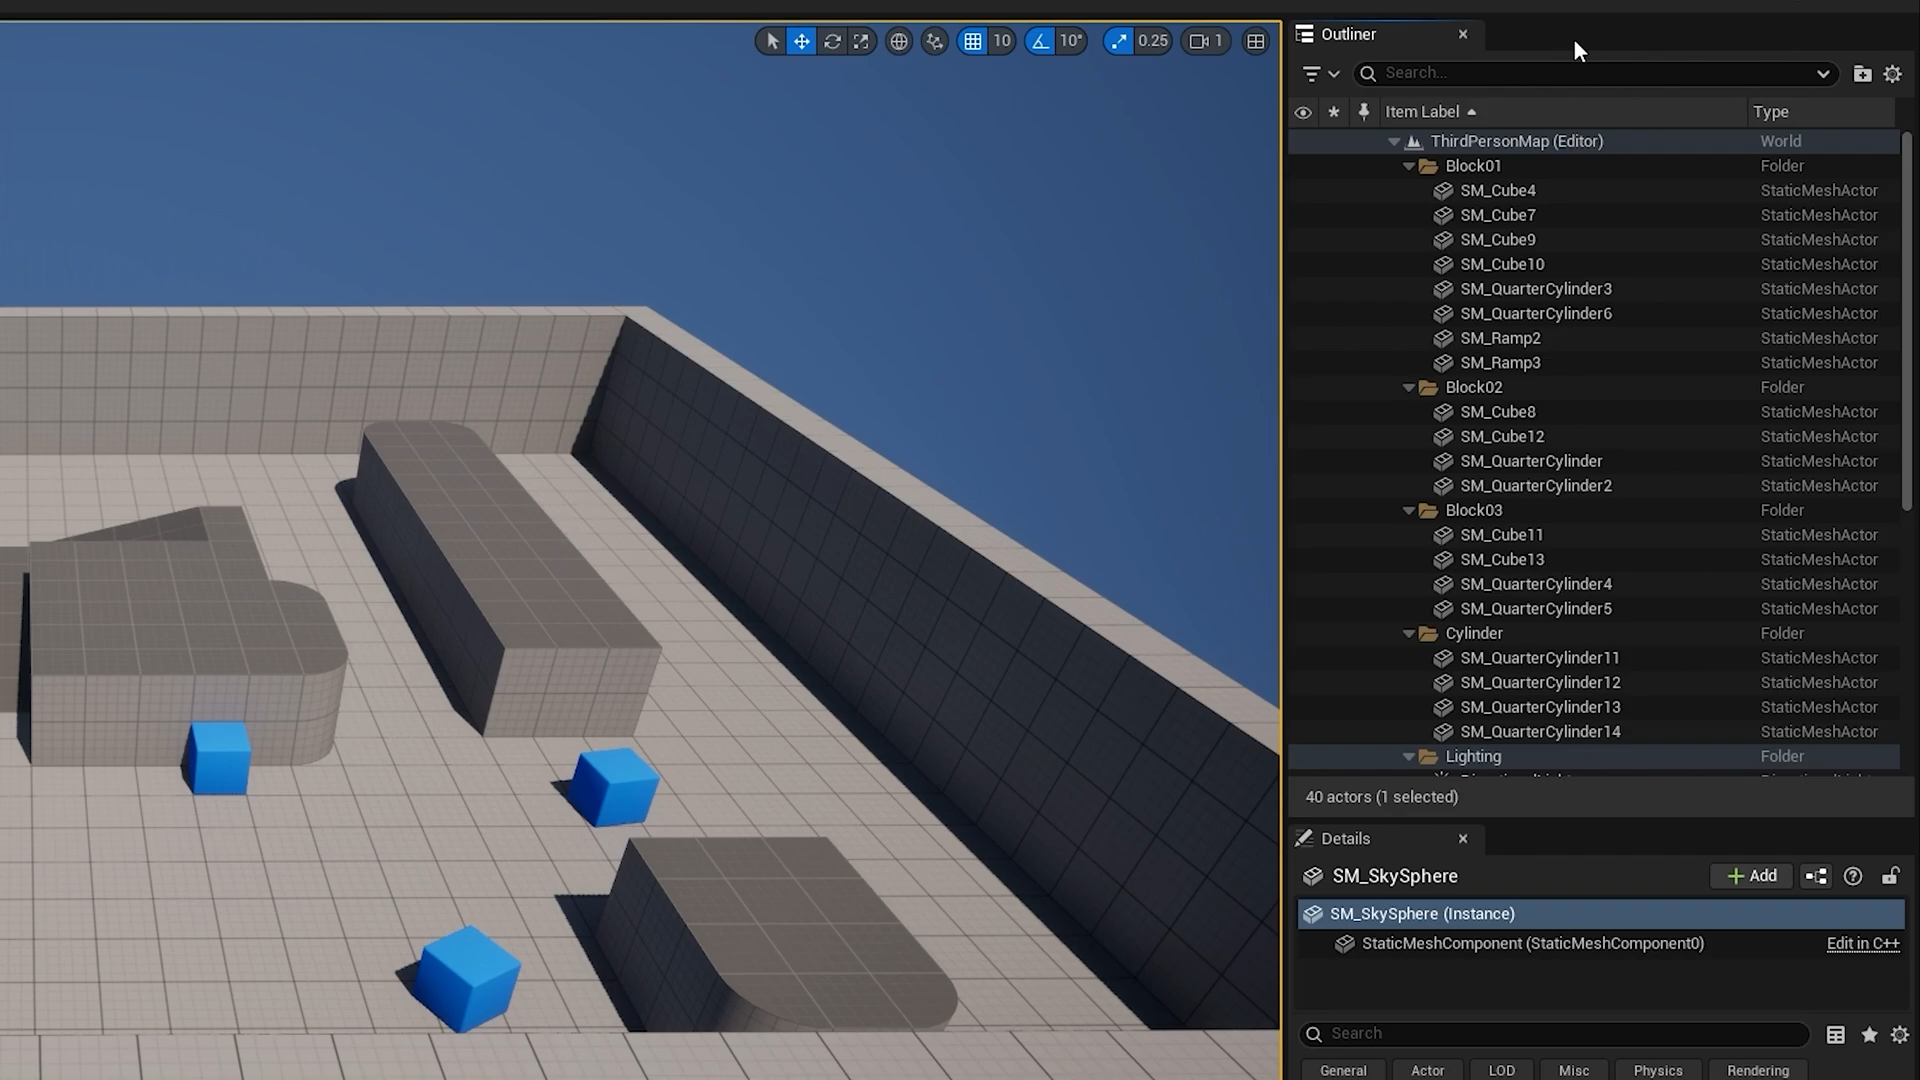 10 10° 0.25 1
Outliner
Search...
Item Label Type
ThirdPersonMap (Editor) World
Block01 Folder
SM_Cube4 StaticMeshActor
SM_Cube7 StaticMeshActor
SM_Cube9 StaticMeshActor
SM_Cube10 StaticMeshActor
SM_QuarterCylinder3 StaticMeshActor
SM_QuarterCylinder6 StaticMeshActor
SM_Ramp2 StaticMeshActor
SM_Ramp3 StaticMeshActor
Block02 Folder
SM_Cube8 StaticMeshActor
SM_Cube12 StaticMeshActor
SM_QuarterCylinder StaticMeshActor
SM_QuarterCylinder2 StaticMeshActor
Block03 Folder
SM_Cube11 StaticMeshActor
SM_Cube13 StaticMeshActor
SM_QuarterCylinder4 StaticMeshActor
SM_QuarterCylinder5 StaticMeshActor
Cylinder Folder
SM_QuarterCylinder11 StaticMeshActor
SM_QuarterCylinder12 StaticMeshActor
SM_QuarterCylinder13 StaticMeshActor
SM_QuarterCylinder14 StaticMeshActor
Lighting Folder
40 actors (1 selected)
Details
SM_SkySphere Add
SM_SkySphere (Instance)
StaticMeshComponent (StaticMeshComponent0) Edit in C++
Search
General Actor LOD Misc Physics Rendering